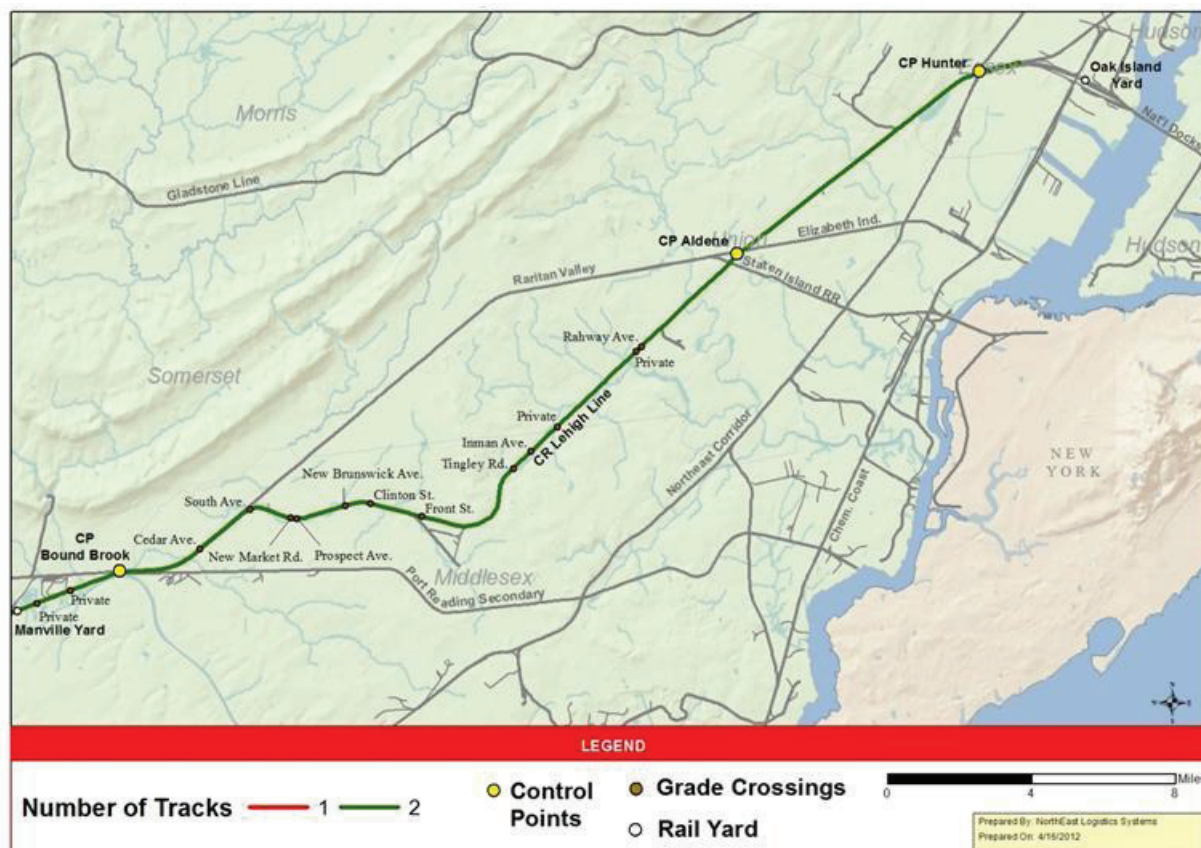 Hudson
CP Hunter
Essex
Oak Island
Yard
Nat'l Docks
Morris
Gladstone Line
Union
CP Aldene
Elizabeth Ind.
Hudson
Staten Island RR
Raritan Valley
Rahway Ave.
Private
Somerset
Private
CR Lehigh Line
Inman Ave.
Tingley Rd.
Northeast Corridor
Chem. Coast
NEW
YORK
New Brunswick Ave.
South Ave.
Clinton St.
Front St.
Cedar Ave.
New Market Rd.
Prospect Ave.
CP
Bound Brook
Middlesex
Port Reading Secondary
Private
Private
Manville Yard
LEGEND
Number of Tracks 1 2
Control
Points
Grade Crossings
Rail Yard
Mile
0 4 8
Prepared By: NorthEast Logistics Systems
Prepared On: 4/16/2012